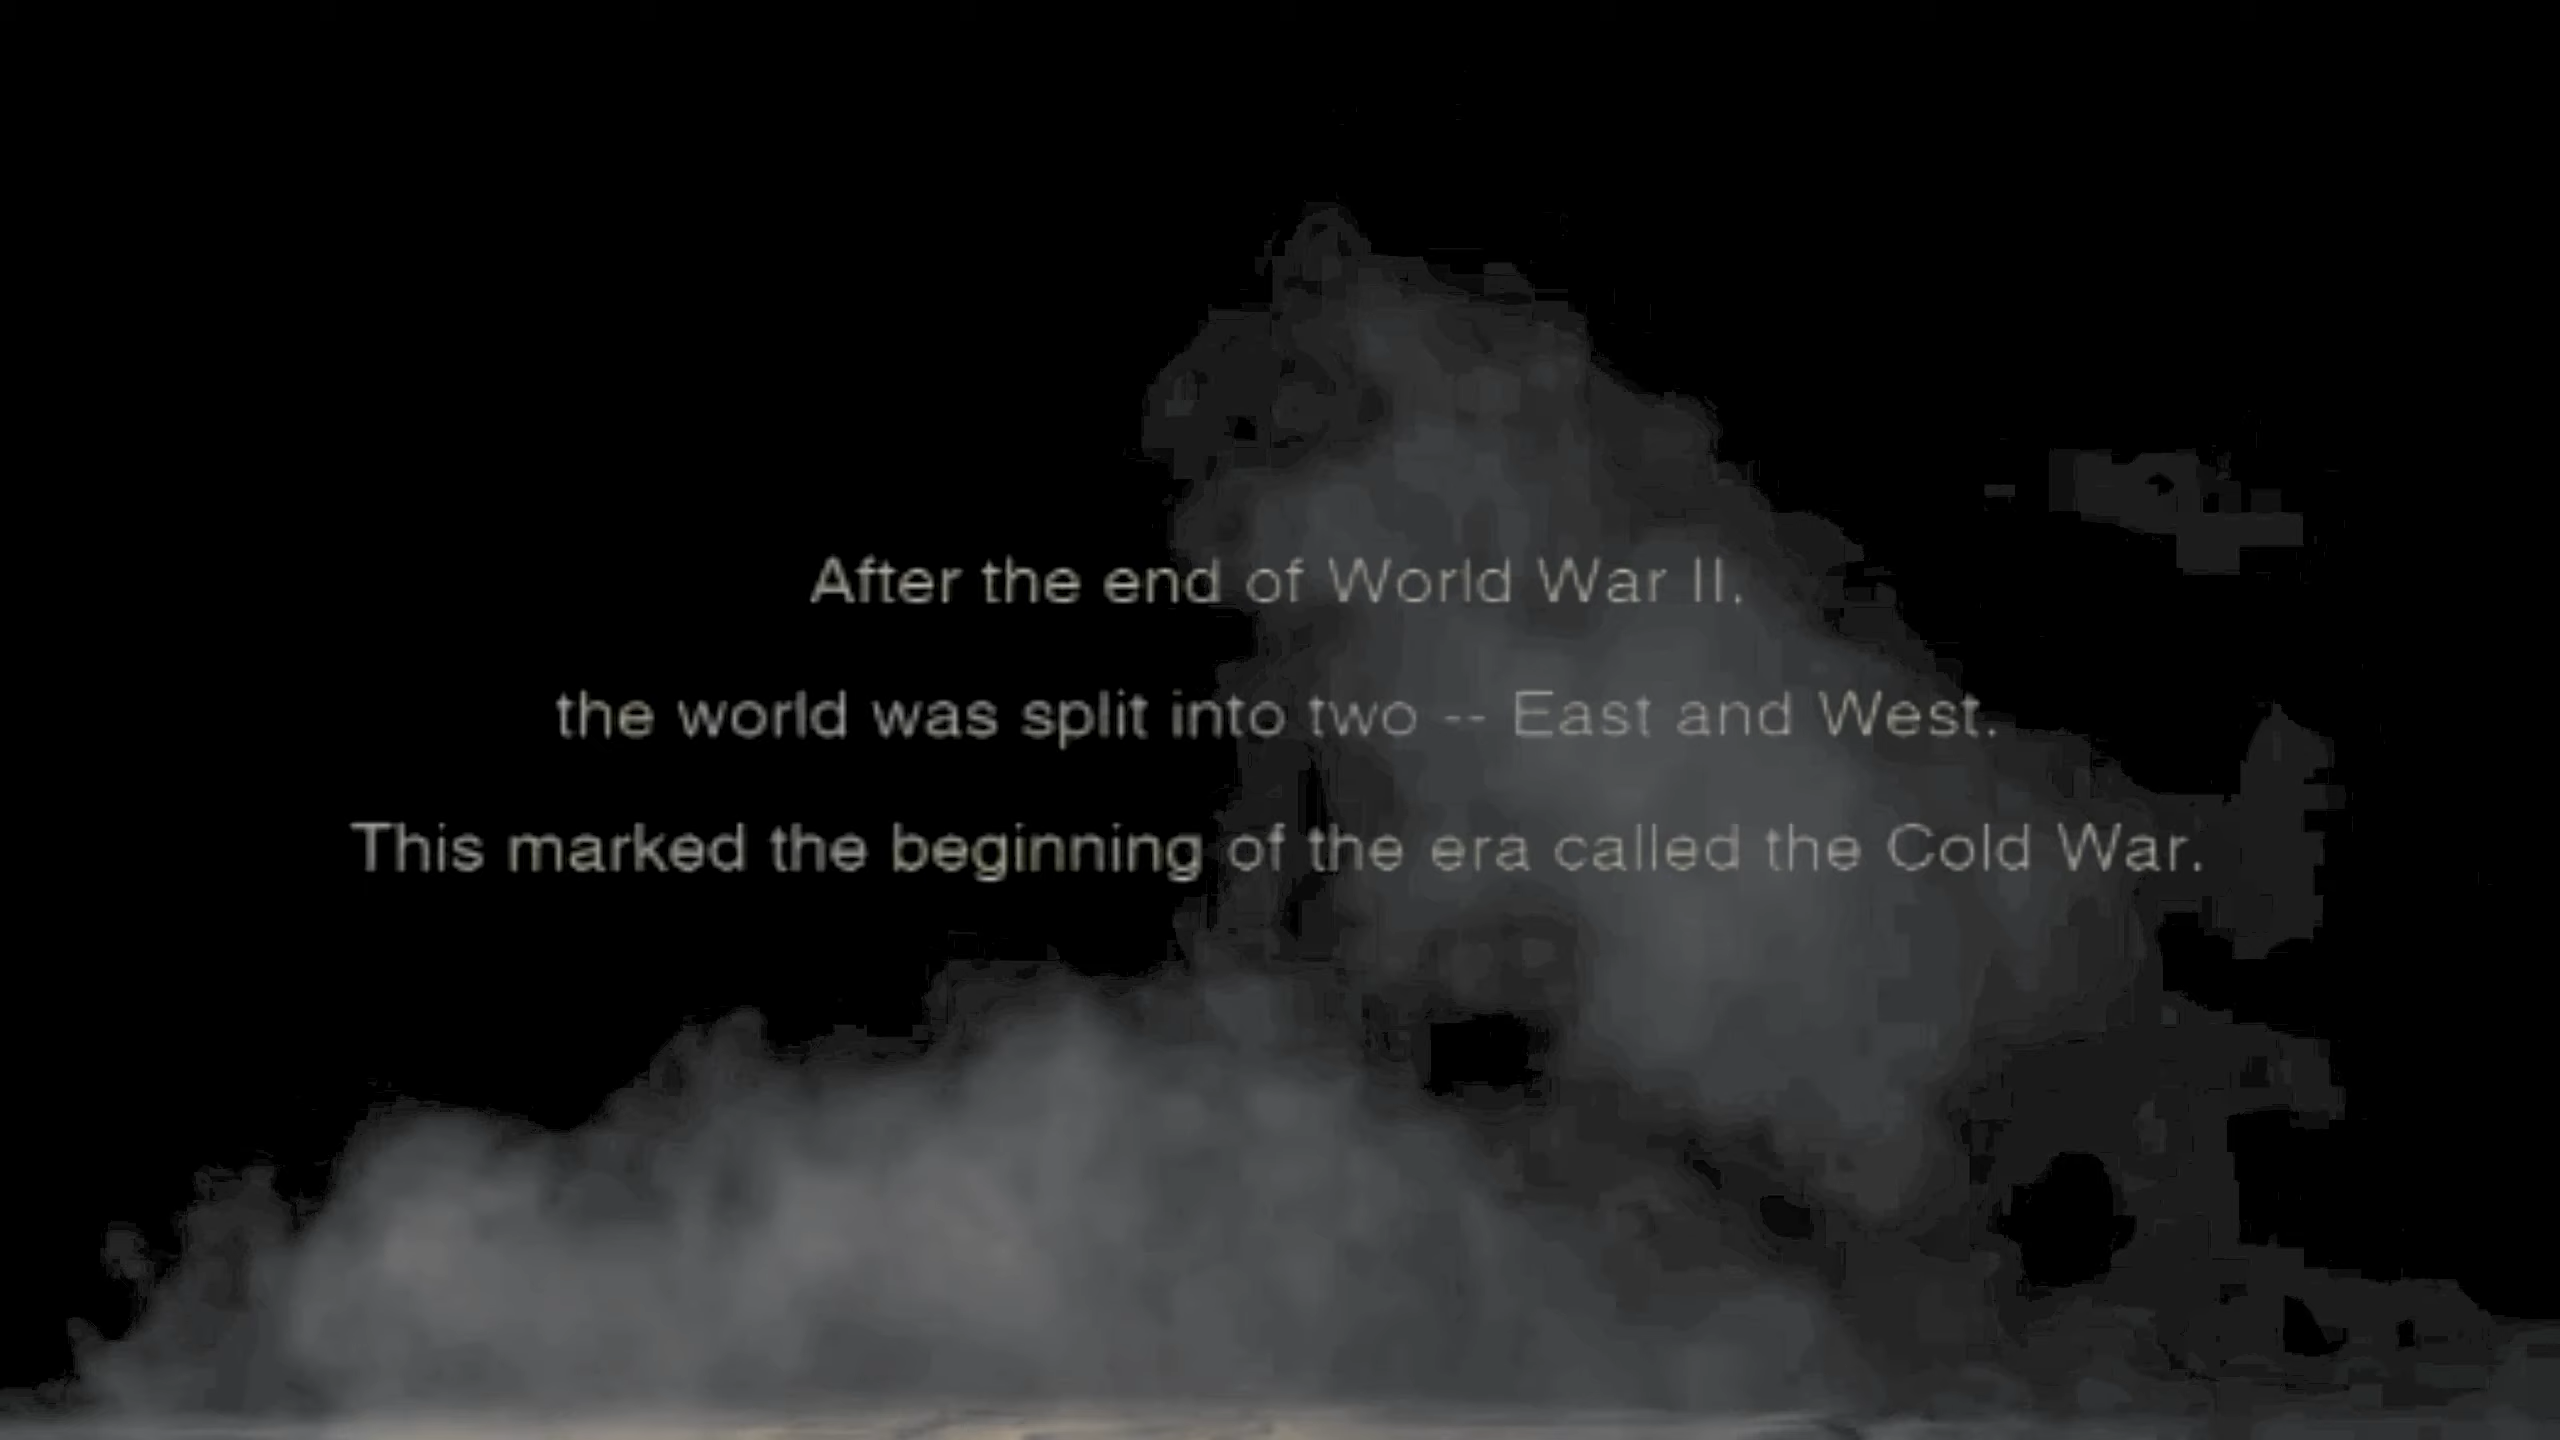 After the end of World War II.
the world was split into two -- East and West.
This marked the beginning of the era called the Cold War.